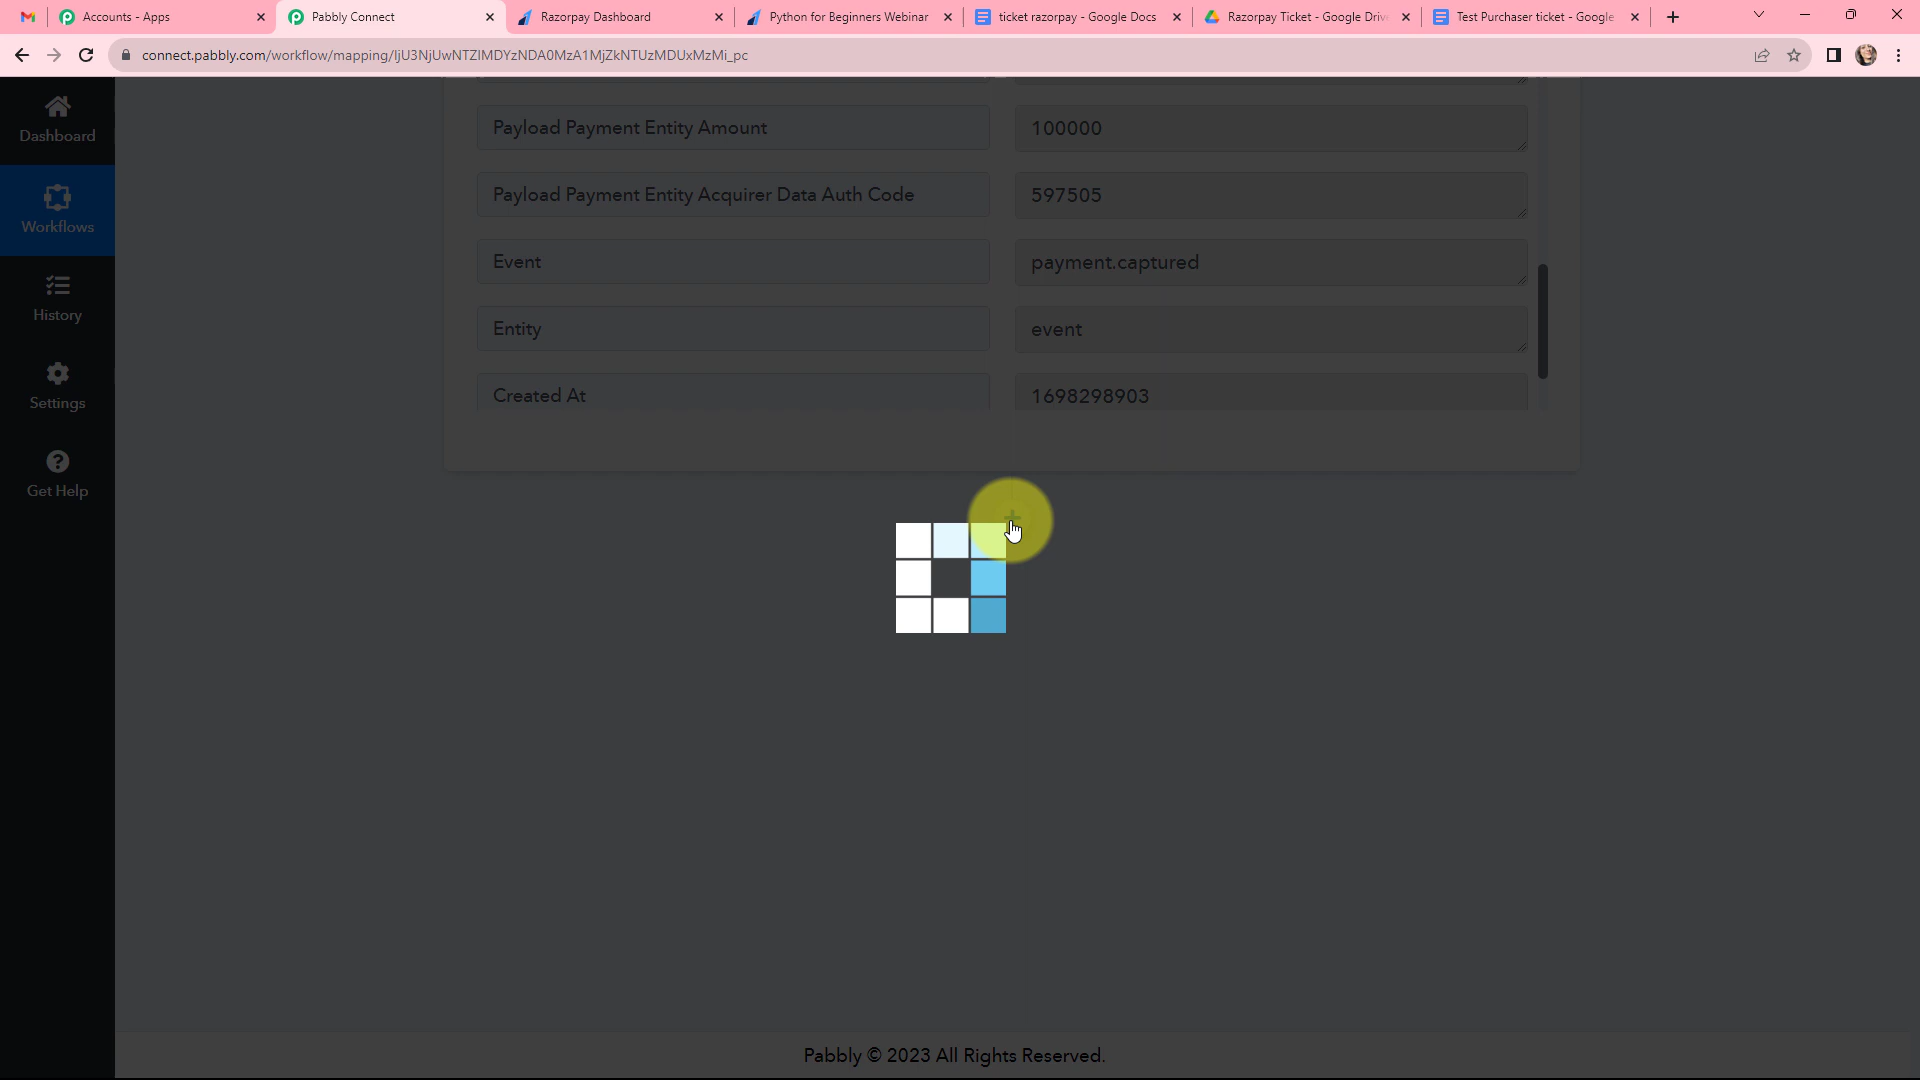 Accounts - Apps
Pabbly Connect
Razorpay Dashboard
Python for Beginners Webinar
ticket razorpay - Google Docs
Razorpay Ticket - Google Driv
Test Purchaser ticket - Google
connect.pabbly.com/workflow/mapping/IjU3NjUwNTZlMDYzNDA0MzA1MjZkNTUzMDUxMzMi_pc
Dashboard
Workflows
History
Settings
Get Help
Payload Payment Entity Amount
100000
Payload Payment Entity Acquirer Data Auth Code
597505
Event
payment.captured
Entity
event
Created At
1698298903
Pabbly © 2023 All Rights Reserved.